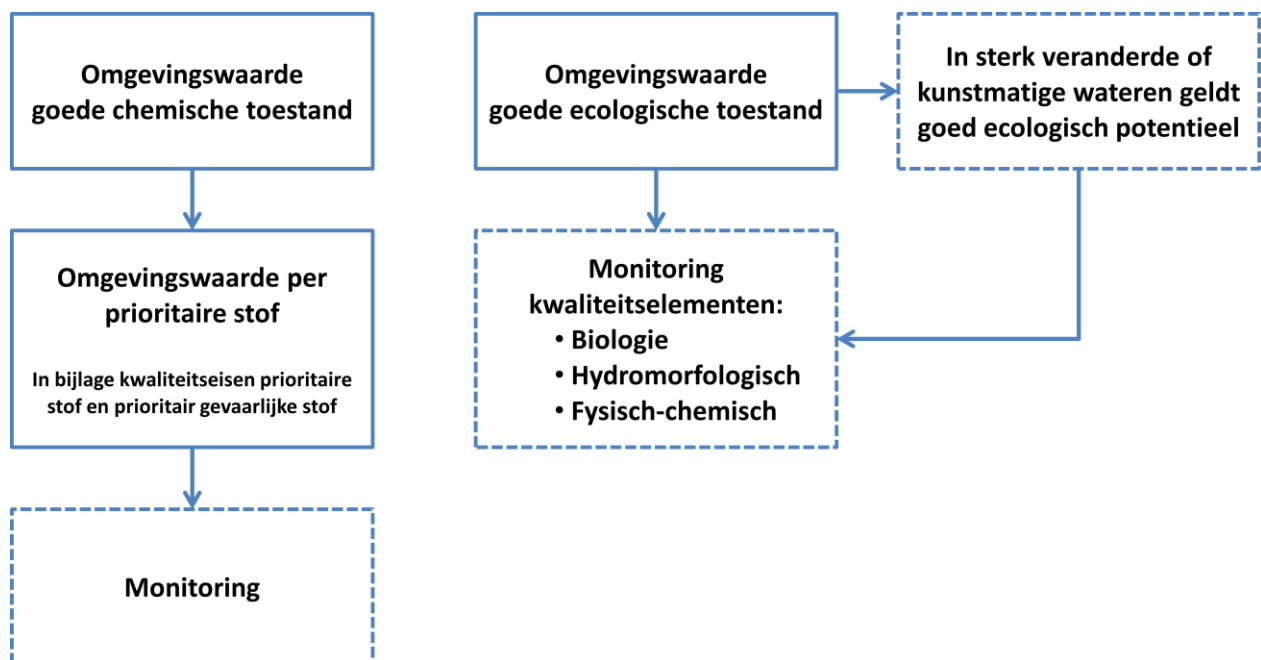 Omgevingswaarde
goede chemische toestand
Omgevingswaarde per
prioritaire stof
In bijlage kwaliteitseisen prioritaire
stof en prioritair gevaarlijke stof
Monitoring
Omgevingswaarde
goede ecologische toestand
In sterk veranderde of
kunstmatige wateren geldt
goed ecologisch potentieel
Monitoring
kwaliteitselementen:
• Biologie
• Hydromorfologisch
• Fysisch-chemisch